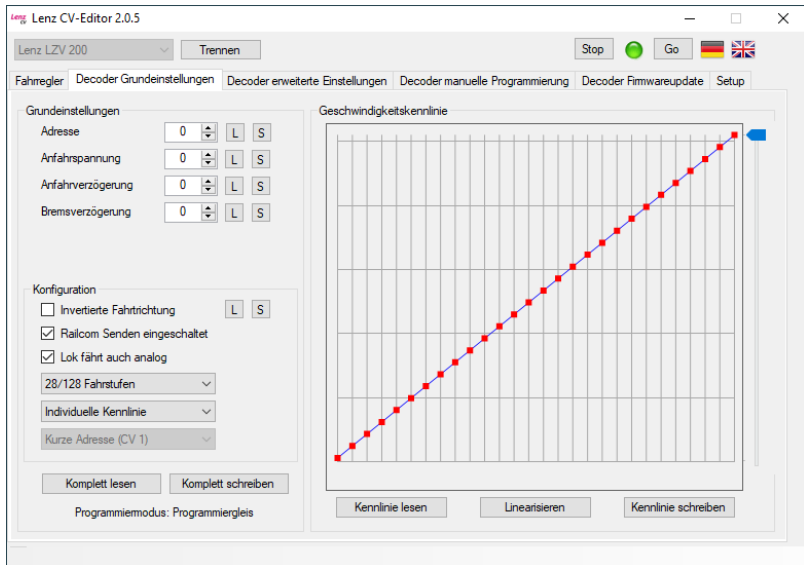 Lenz CV Lenz CV-Editor 2.0.5
Lenz LZV 200 Trennen Stop Go
Fahrregler Decoder Grundeinstellungen Decoder erweiterte Einstellungen Decoder manuelle Programmierung Decoder Firmwareupdate Setup
Grundeinstellungen
Adresse 0 L S
Anfahrspannung 0 L S
Anfahrverzögerung 0 L S
Bremsverzögerung 0 L S
Konfiguration
Invertierte Fahrtrichtung L S
Railcom Senden eingeschaltet
Lok fährt auch analog
28/128 Fahrstufen
Individuelle Kennlinie
Kurze Adresse (CV 1)
Komplett lesen Komplett schreiben
Programmiermodus: Programmiergleis
Geschwindigkeitskennlinie
Kennlinie lesen Linearisieren Kennlinie schreiben